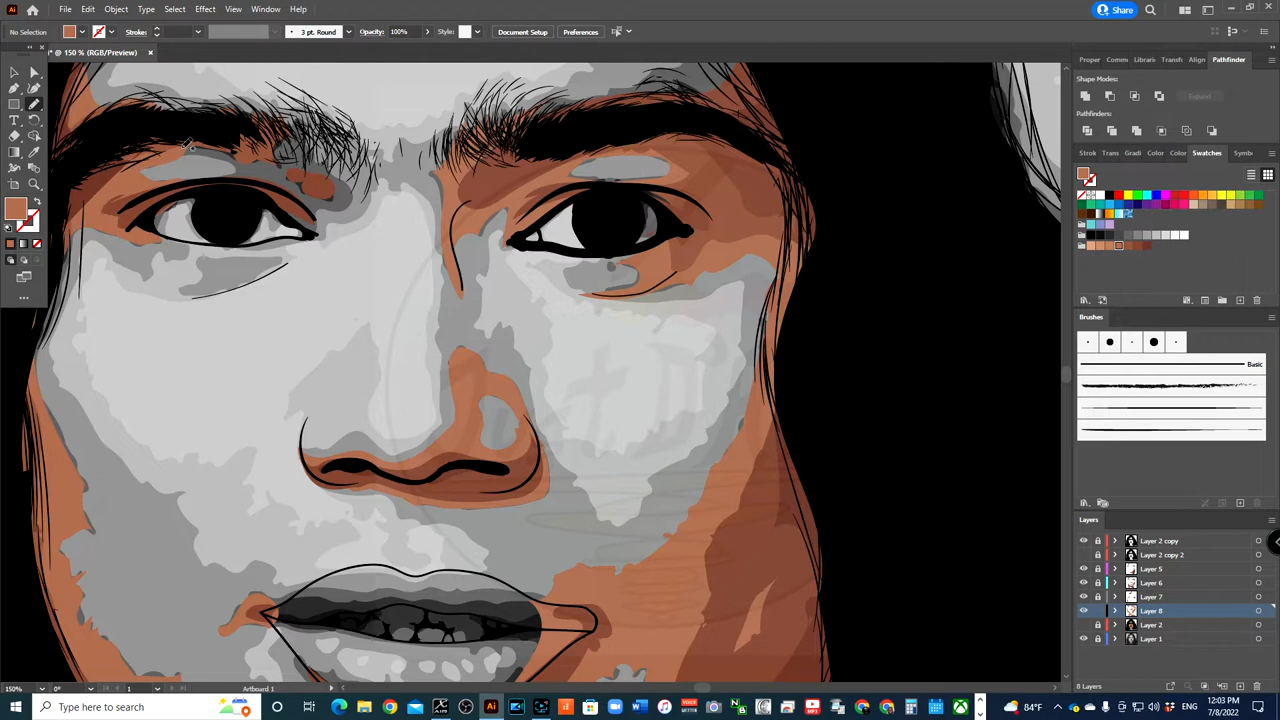 Ai File Edit Object Type Select Effect View Window Help Share
No Selection Stroke: 3 pt. Round Opacity: 100% Style: Document Setup Preferences
* @ 150 % (RGB/Preview) ×
Proper Comm Librari Transf Align Pathfinder
Shape Modes:
Expand
Pathfinders:
Strok Trans Gradi Color Color Swatches Symb
Brushes
Basic
Layers
Layer 2 copy
Layer 2 copy 2
Layer 5
Layer 6
Layer 7
Layer 8
Layer 2
Layer 1
150% 0° 1 Artboard 1 8 Layers
Type here to search Ai 84°F 12:03 PM
7/8/2022